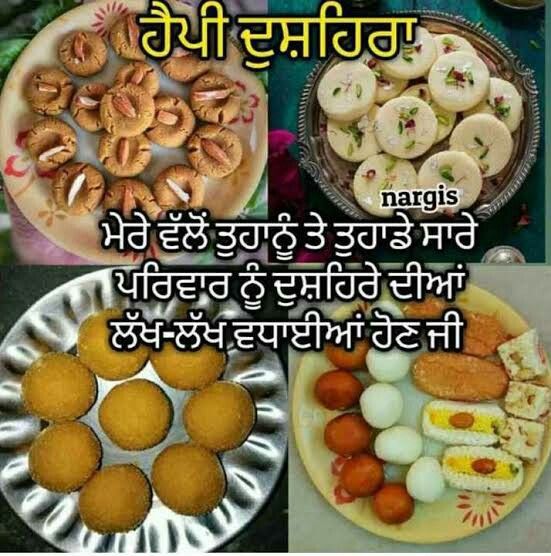 ਹੈਪੀ ਦੁਸ਼ਹਿਰਾ
nargis
ਮੇਰੇ ਵੱਲੋਂ ਤੁਹਾਨੂੰ ਤੇ ਤੁਹਾਡੇ ਸਾਰੇ
ਪਰਿਵਾਰ ਨੂੰ ਦੁਸ਼ਹਿਰੇ ਦੀਆਂ
ਲੱਖ-ਲੱਖ ਵਧਾਈਆਂ ਹੋਣ ਜੀ